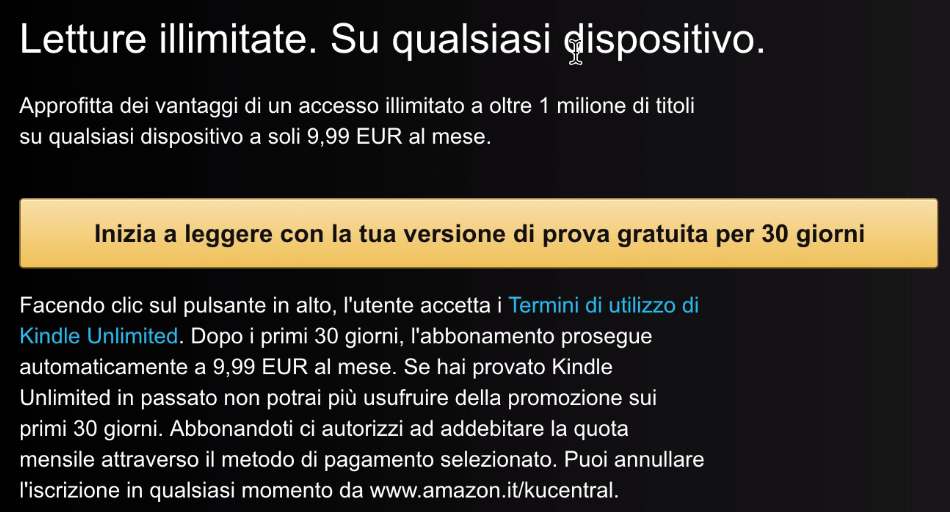 Letture illimitate. Su qualsiasi dispositivo.
Approfitta dei vantaggi di un accesso illimitato a oltre 1 milione di titoli
su qualsiasi dispositivo a soli 9,99 EUR al mese.
Inizia a leggere con la tua versione di prova gratuita per 30 giorni
Facendo clic sul pulsante in alto, l'utente accetta i Termini di utilizzo di
Kindle Unlimited. Dopo i primi 30 giorni, l'abbonamento prosegue
automaticamente a 9,99 EUR al mese. Se hai provato Kindle
Unlimited in passato non potrai più usufruire della promozione sui
primi 30 giorni. Abbonandoti ci autorizzi ad addebitare la quota
mensile attraverso il metodo di pagamento selezionato. Puoi annullare
l'iscrizione in qualsiasi momento da www.amazon.it/kucentral.